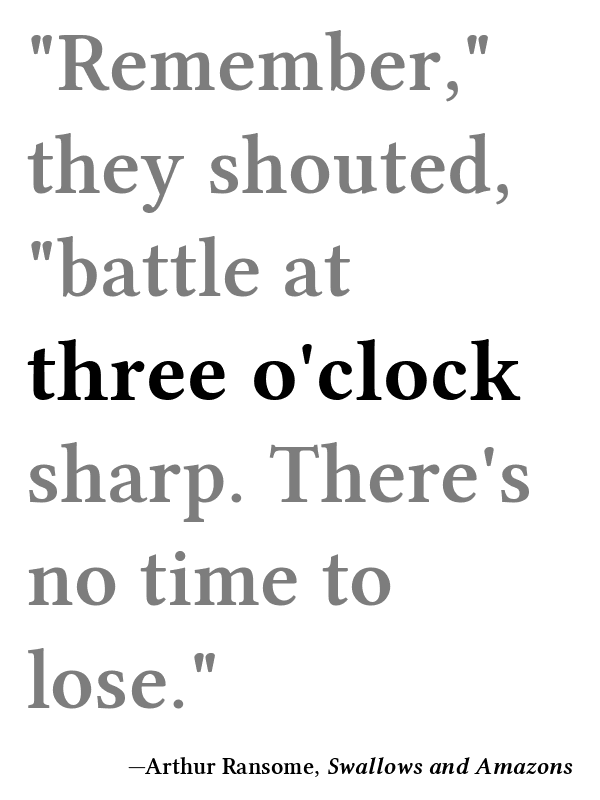 "Remember,"
they shouted,
"battle at
three o'clock
sharp. There's
no time to
lose."
—Arthur Ransome, Swallows and Amazons